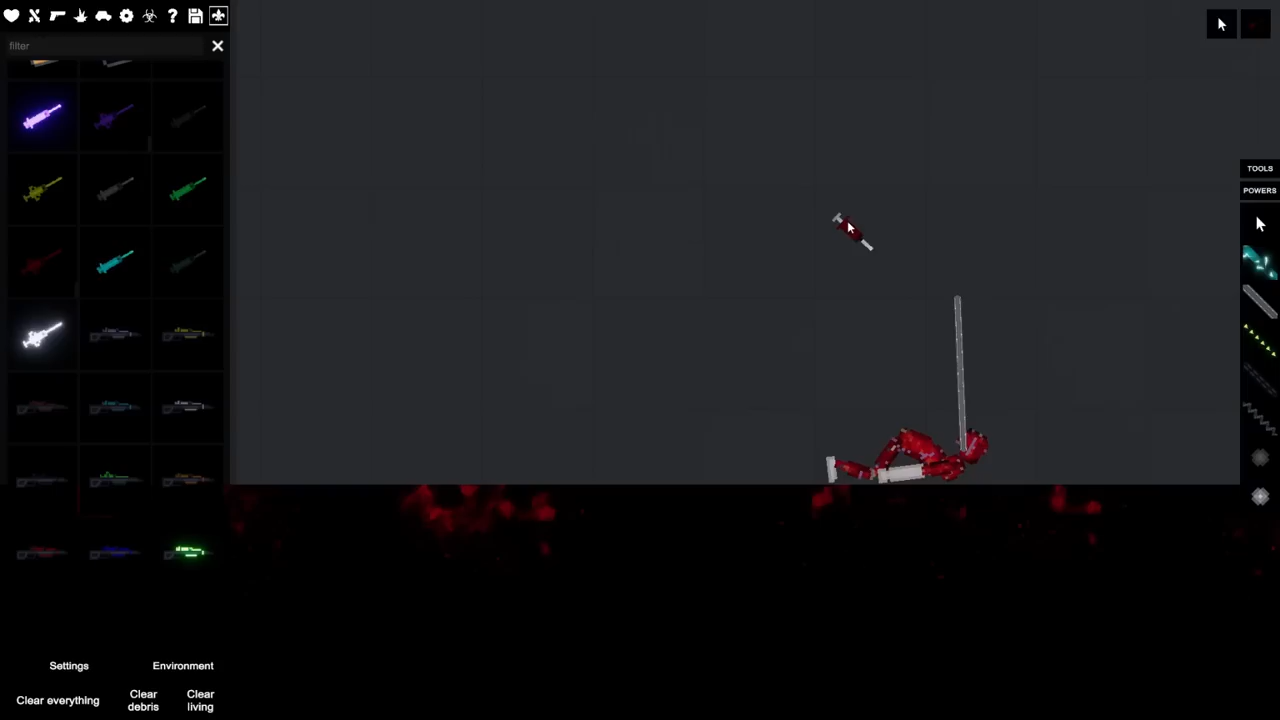 filter
TOOLS
POWERS
Settings
Environment
Clear everything
Clear
debris
Clear
living